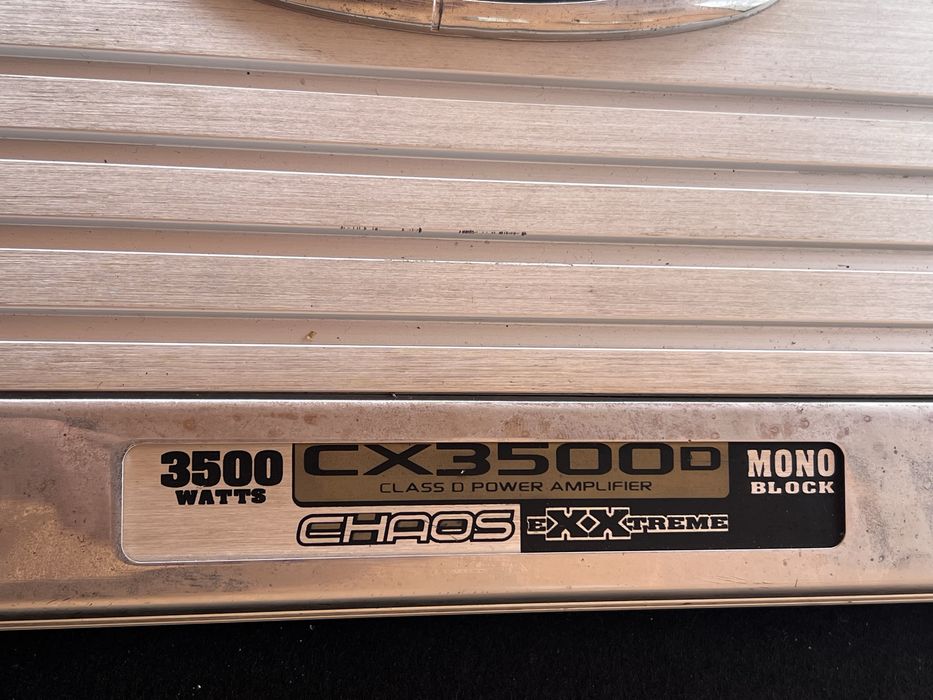 3500
WATTS
CX3500D
CLASS D POWER AMPLIFIER
CHAOS eXXTREME
MONO
BLOCK